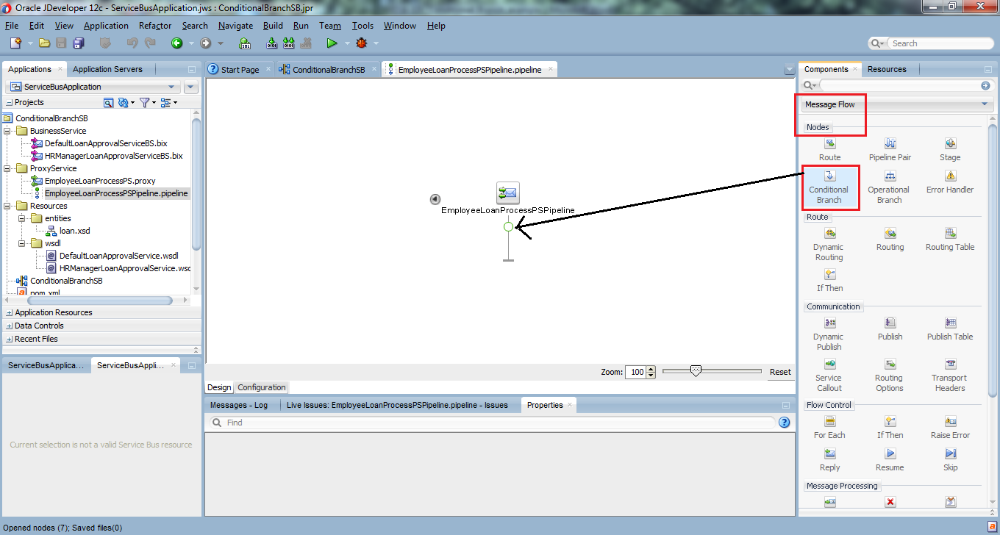 Oracle JDeveloper 12c - ServiceBusApplication.jws : ConditionalBranchSB.jpr
File Edit View Application Refactor Search Navigate Build Run Team Tools Window Help
Search
Applications Application Servers
ServiceBusApplication
Projects
ConditionalBranchSB
BusinessService
DefaultLoanApprovalServiceBS.bix
HRManagerLoanApprovalServiceBS.bix
ProxyService
EmployeeLoanProcessPS.proxy
EmployeeLoanProcessPSPipeline.pipeline
Resources
entities
loan.xsd
wsdl
DefaultLoanApprovalService.wsdl
HRManagerLoanApprovalService.wsd
ConditionalBranchSB
pom.xml
Application Resources
Data Controls
Recent Files
ServiceBusApplica... ServiceBusAppli...
Current selection is not a valid Service Bus resource
Opened nodes (7); Saved files(0)
Start Page ConditionalBranchSB EmployeeLoanProcessPSPipeline.pipeline
EmployeeLoanProcessPSPipeline
Zoom: 100 Reset
Design Configuration
Messages - Log Live Issues: EmployeeLoanProcessPSPipeline.pipeline - Issues Properties
Find
Components Resources
Message Flow
Nodes
Route Pipeline Pair Stage
Conditional Operational Error Handler
Branch Branch
Route
Dynamic Routing Routing Table
Routing
If Then
Communication
Dynamic Publish Publish Table
Publish
Service Routing Transport
Callout Options Headers
Flow Control
For Each If Then Raise Error
Reply Resume Skip
Message Processing